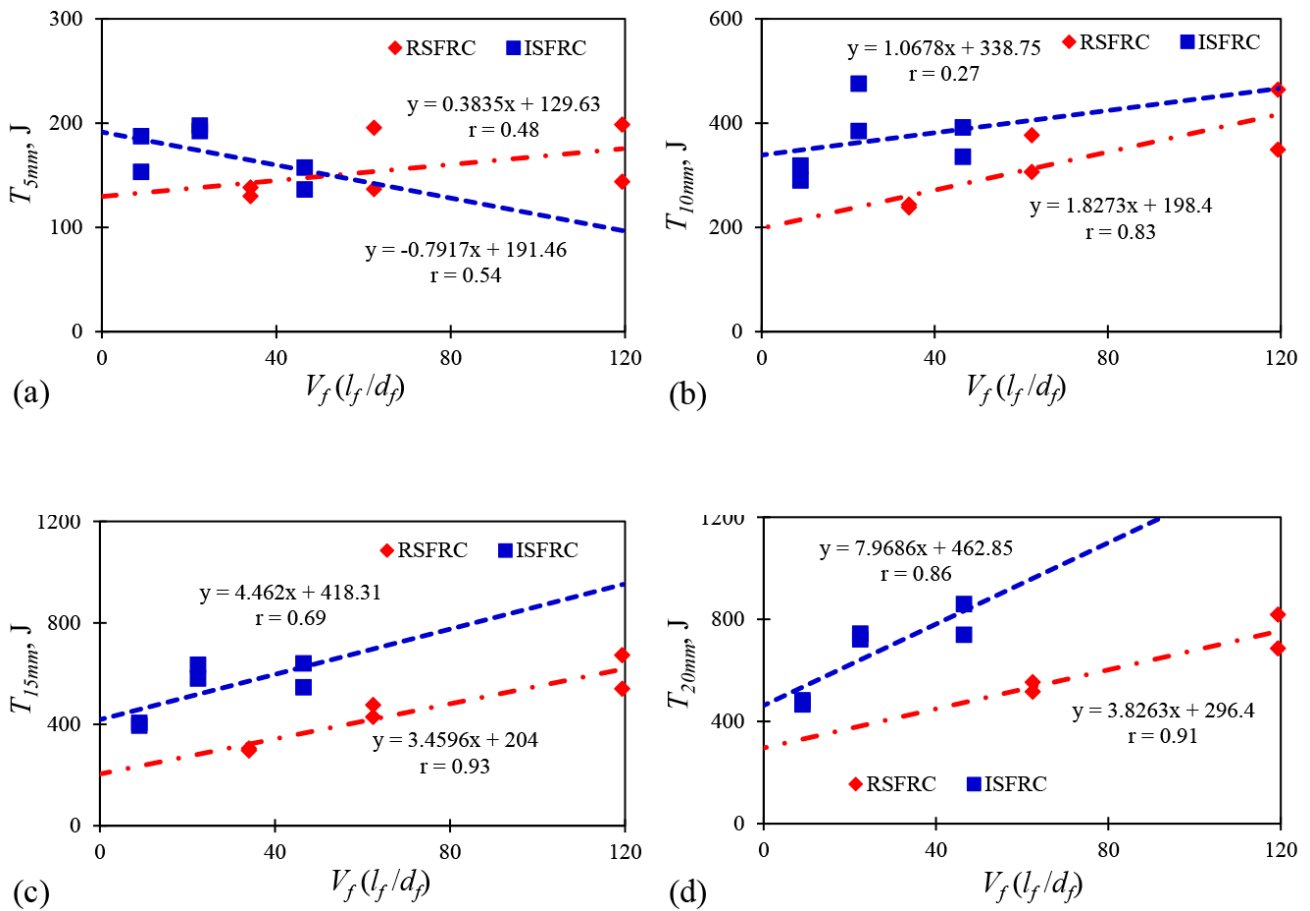 300
200
100
0
T5mm, J
RSFRC
ISFRC
y = 0.3835x + 129.63
r = 0.48
y = -0.7917x + 191.46
r = 0.54
0
40
80
120
Vf (lf /df)
(a)
600
400
200
0
T10mm, J
y = 1.0678x + 338.75
r = 0.27
RSFRC
ISFRC
y = 1.8273x + 198.4
r = 0.83
0
40
80
120
Vf (lf /df)
(b)
1200
800
400
0
T15mm, J
RSFRC
ISFRC
y = 4.462x + 418.31
r = 0.69
y = 3.4596x + 204
r = 0.93
0
40
80
120
Vf (lf /df)
(c)
1200
800
400
0
T20mm, J
y = 7.9686x + 462.85
r = 0.86
y = 3.8263x + 296.4
r = 0.91
RSFRC
ISFRC
0
40
80
120
Vf (lf /df)
(d)